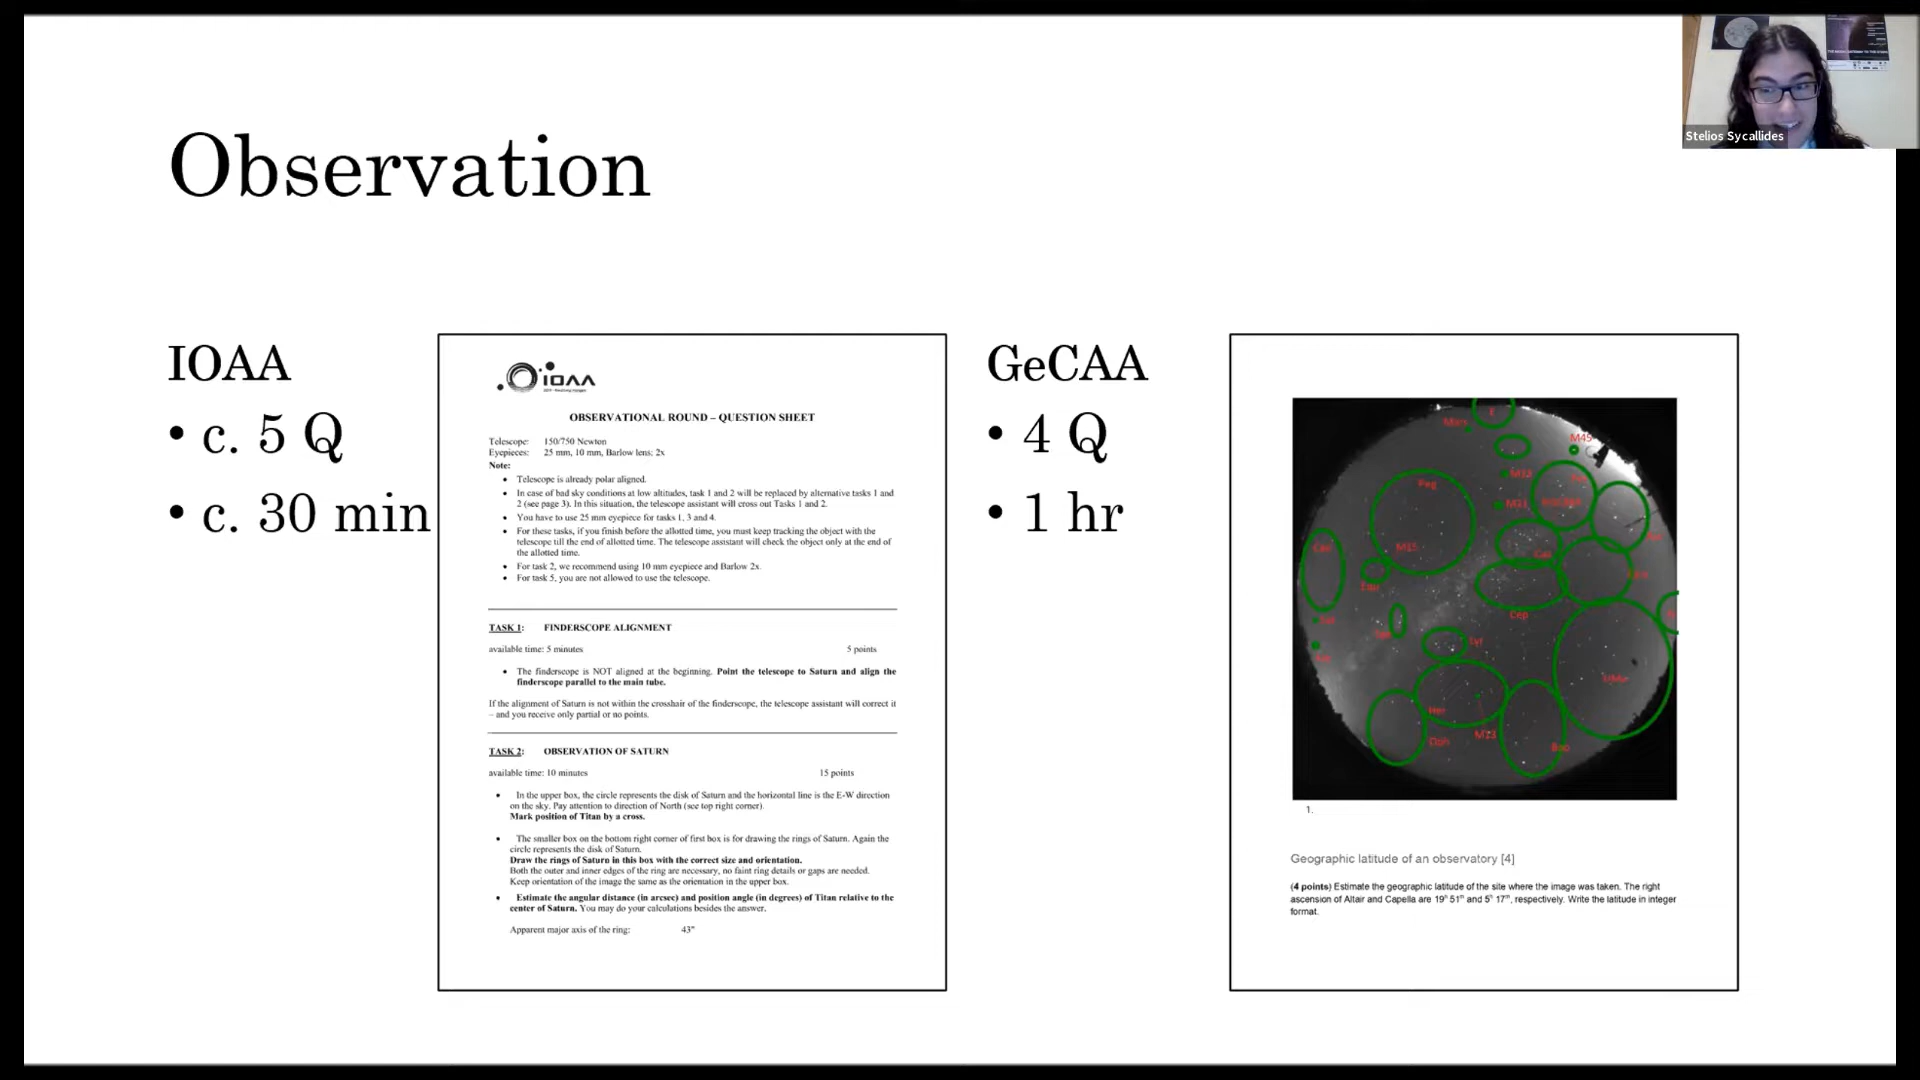 Stelios Sycallides
Observation
IOAA
• c. 5 Q
• c. 30 min
IOAA
OBSERVATIONAL ROUND – QUESTION SHEET
Telescope: 150/750 Newton
Eyepieces: 25 mm, 10 mm, Barlow lens: 2x
Note:
• Telescope is already polar aligned.
• In case of bad sky conditions at low altitudes, task 1 and 2 will be replaced by alternative tasks 1 and
2 (see page 3). In this situation, the telescope assistant will cross out Tasks 1 and 2.
• You have to use 25 mm eyepiece for tasks 1, 3 and 4.
• For these tasks, if you finish before the allotted time, you must keep tracking the object with the
telescope till the end of allotted time. The telescope assistant will check the object only at the end of
the allotted time.
• For task 2, we recommend using 10 mm eyepiece and Barlow 2x.
• For task 5, you are not allowed to use the telescope.
TASK 1: FINDERSCOPE ALIGNMENT
available time: 5 minutes 5 points
• The finderscope is NOT aligned at the beginning. Point the telescope to Saturn and align the
finderscope parallel to the main tube.
If the alignment of Saturn is not within the crosshair of the finderscope, the telescope assistant will correct it
– and you receive only partial or no points.
TASK 2: OBSERVATION OF SATURN
available time: 10 minutes 15 points
• In the upper box, the circle represents the disk of Saturn and the horizontal line is the E-W direction
on the sky. Pay attention to direction of North (see top right corner).
Mark position of Titan by a cross.
• The smaller box on the bottom right corner of first box is for drawing the rings of Saturn. Again the
circle represents the disk of Saturn.
Draw the rings of Saturn in this box with the correct size and orientation.
Both the outer and inner edges of the ring are necessary, no faint ring details or gaps are needed.
Keep orientation of the image the same as the orientation in the upper box.
• Estimate the angular distance (in arcsec) and position angle (in degrees) of Titan relative to the
center of Saturn. You may do your calculations besides the answer.
Apparent major axis of the ring: 43"
GeCAA
• 4 Q
• 1 hr
E
Mars
M45
M33
Peg
M31
M15
Cas
Cep
Lyr
UMa
Her
M13
Oph
Boo
1.
Geographic latitude of an observatory [4]
(4 points) Estimate the geographic latitude of the site where the image was taken. The right
ascension of Altair and Capella are 19h 51m and 5h 17m, respectively. Write the latitude in integer
format.